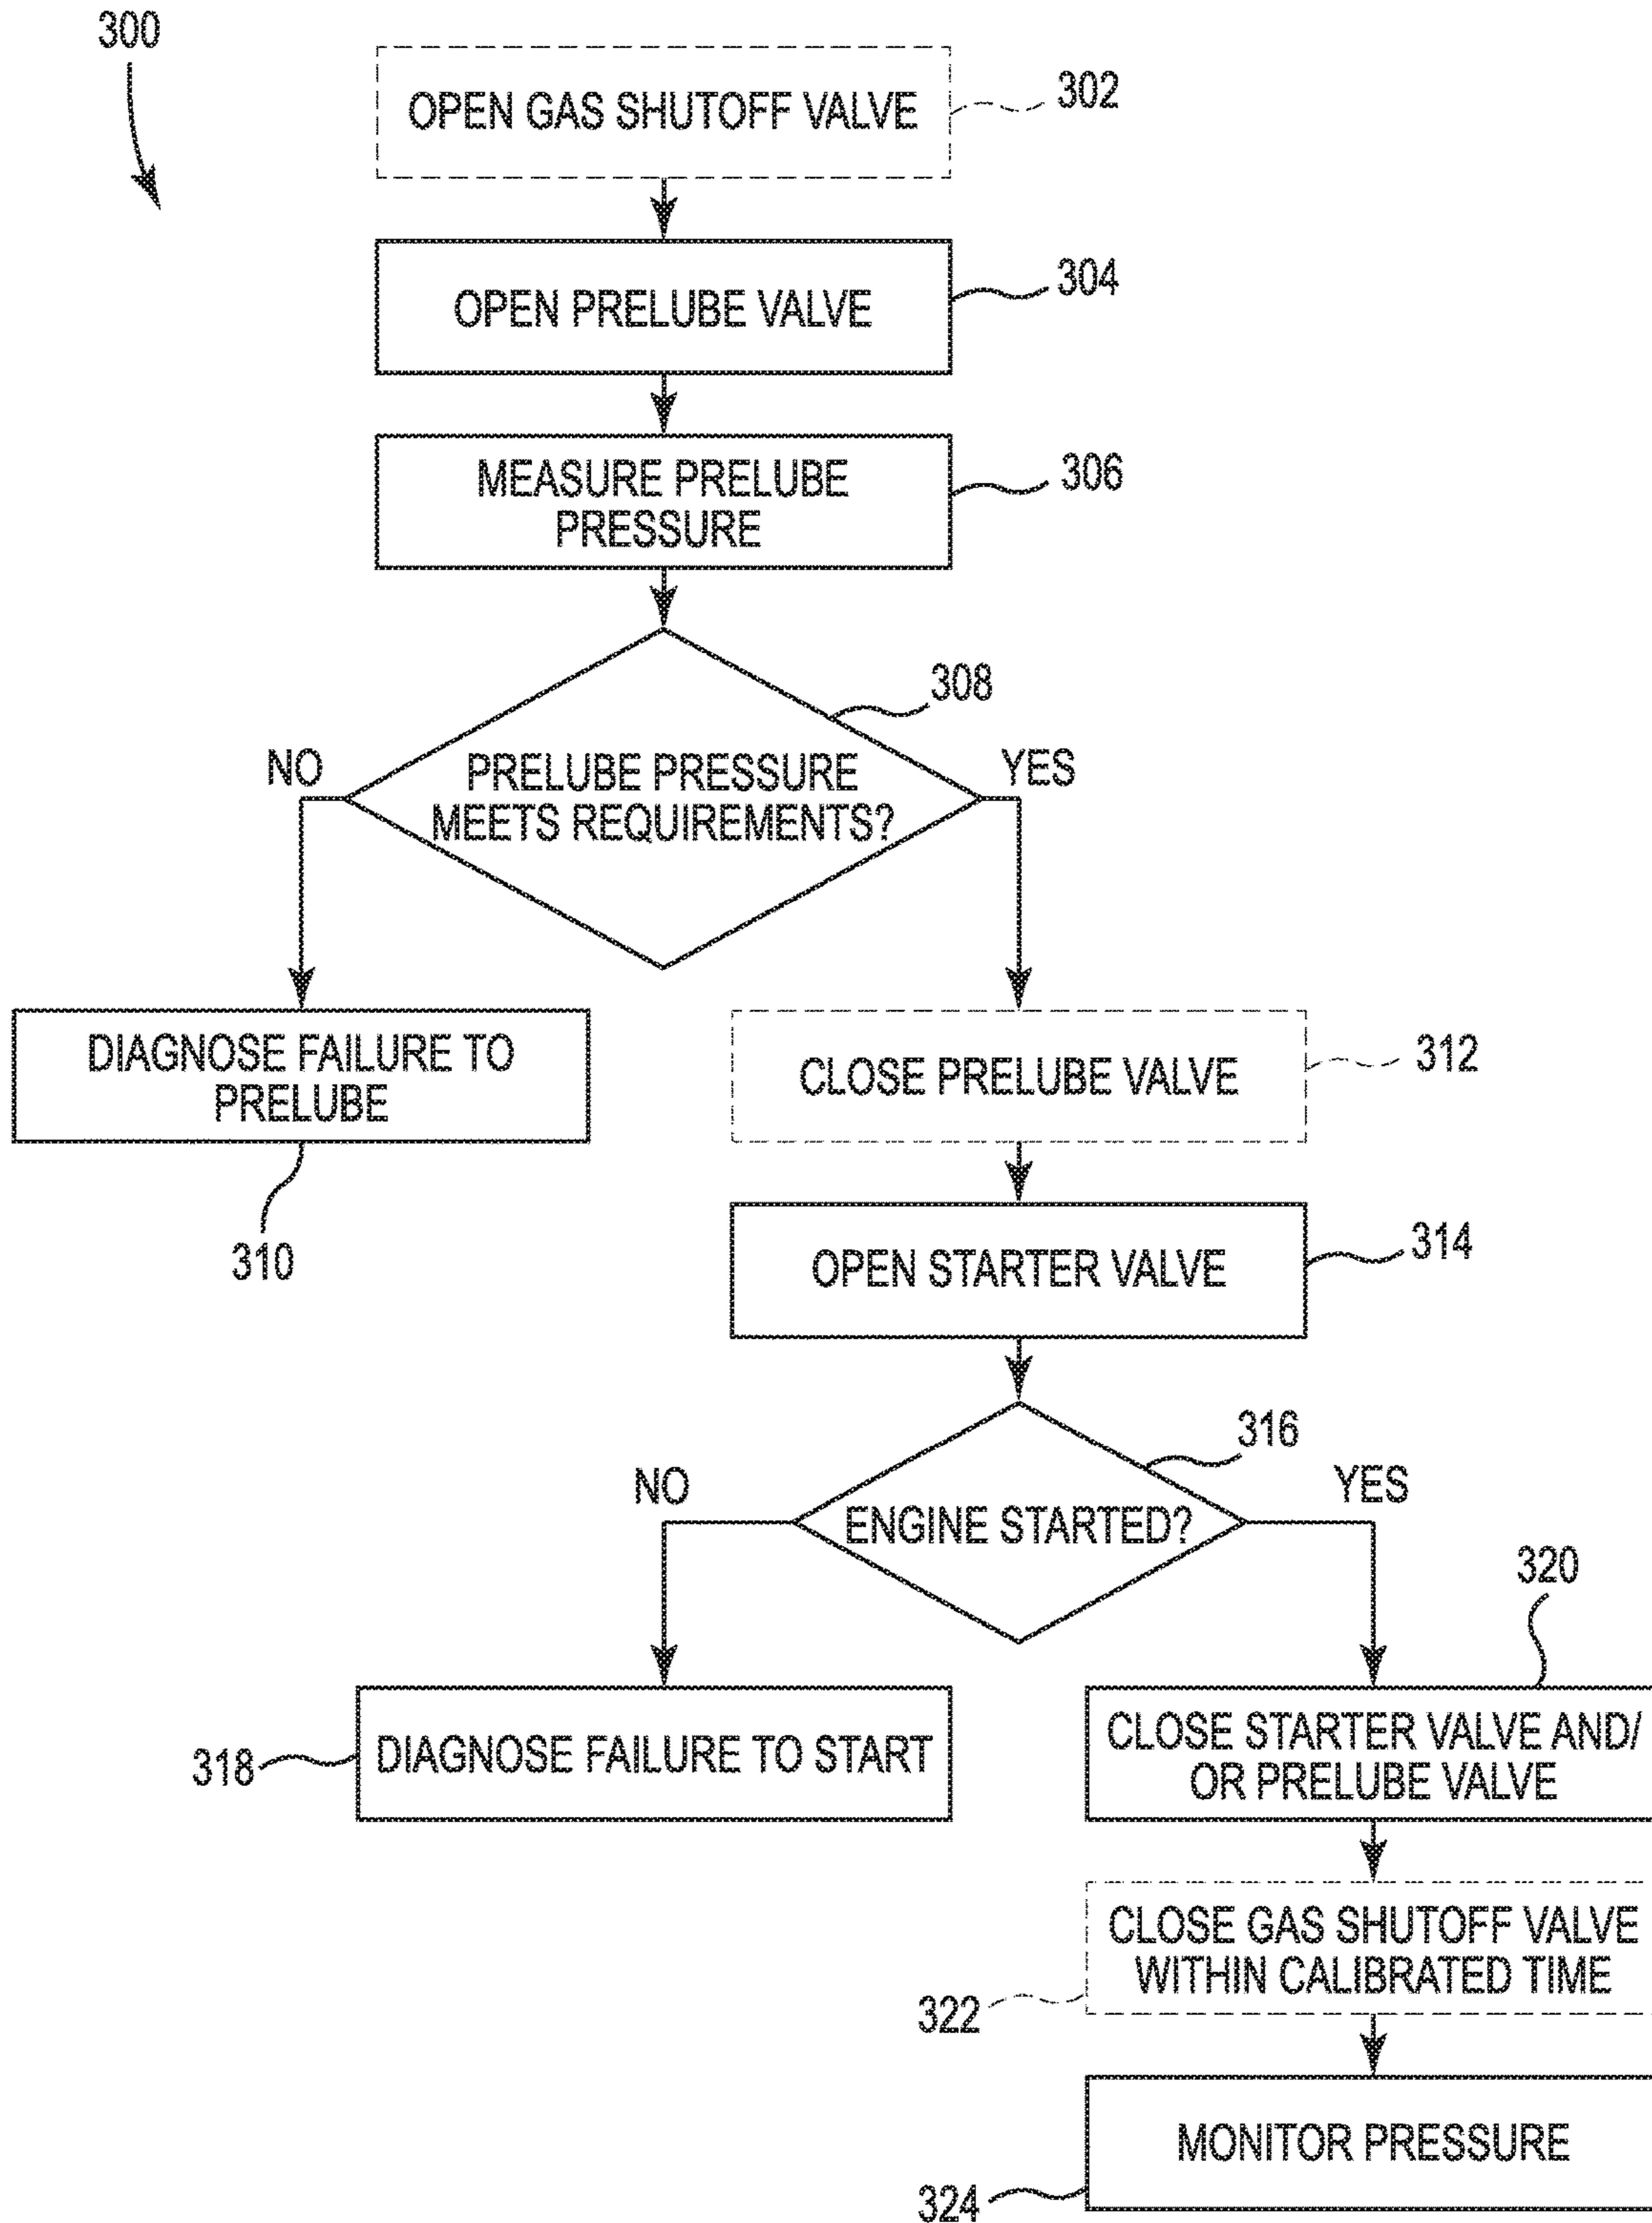 300
OPEN GAS SHUTOFF VALVE
302
OPEN PRELUBE VALVE
304
MEASURE PRELUBE
PRESSURE
306
308
NO
PRELUBE PRESSURE
MEETS REQUIREMENTS?
YES
DIAGNOSE FAILURE TO
PRELUBE
310
CLOSE PRELUBE VALVE
312
OPEN STARTER VALVE
314
316
NO
ENGINE STARTED?
YES
318
DIAGNOSE FAILURE TO START
320
CLOSE STARTER VALVE AND/
OR PRELUBE VALVE
CLOSE GAS SHUTOFF VALVE
WITHIN CALIBRATED TIME
322
MONITOR PRESSURE
324